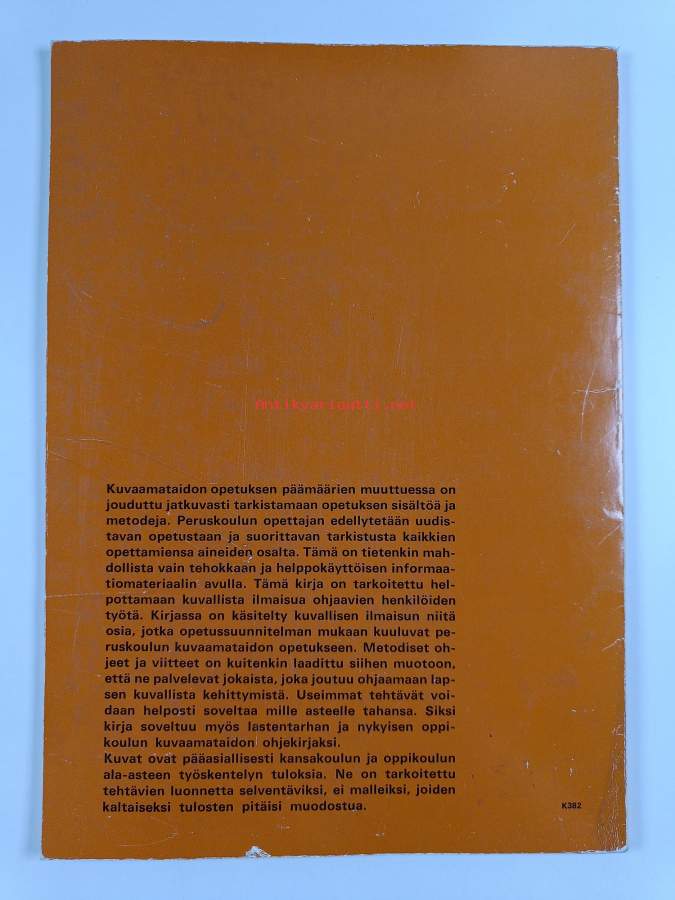 antikvariaatti.net
Kuvaamataidon opetuksen päämäärien muuttuessa on
jouduttu jatkuvasti tarkistamaan opetuksen sisältöä ja
metodeja. Peruskoulun opettajan edellytetään uudis-
tavan opetustaan ja suorittavan tarkistusta kaikkien
opettamiensa aineiden osalta. Tämä on tietenkin mah-
dollista vain tehokkaan ja helppokäyttöisen informaa-
tiomateriaalin avulla. Tämä kirja on tarkoitettu hel-
pottamaan kuvallista ilmaisua ohjaavien henkilöiden
työtä. Kirjassa on käsitelty kuvallisen ilmaisun niitä
osia, jotka opetussuunnitelman mukaan kuuluvat pe-
ruskoulun kuvaamataidon opetukseen. Metodiset oh-
jeet ja viitteet on kuitenkin laadittu siihen muotoon,
että ne palvelevat jokaista, joka joutuu ohjaamaan lap-
sen kuvallista kehittymistä. Useimmat tehtävät voi-
daan helposti soveltaa mille asteelle tahansa. Siksi
kirja soveltuu myös lastentarhan ja nykyisen oppi-
koulun kuvaamataidon ohjekirjaksi.
Kuvat ovat pääasiallisesti kansakoulun ja oppikoulun
ala-asteen työskentelyn tuloksia. Ne on tarkoitettu
tehtävien luonnetta selventäviksi, ei malleiksi, joiden
kaltaiseksi tulosten pitäisi muodostua.
K382